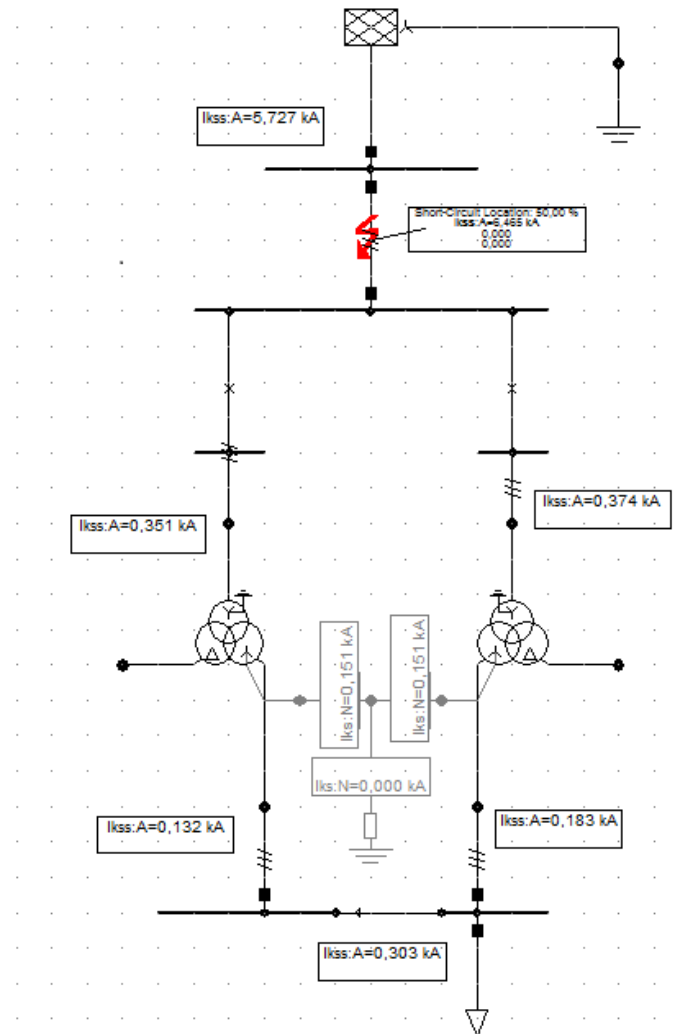 Ikss:A=5,727 kA
Short-Circuit Location: 50,00 %
Ikss:A=6,465 kA
0,000
0,000
Ikss:A=0,351 kA
Ikss:A=0,374 kA
Iks:N=0,151 kA
Iks:N=0,151 kA
Iks:N=0,000 kA
Ikss:A=0,132 kA
Ikss:A=0,183 kA
Ikss:A=0,303 kA